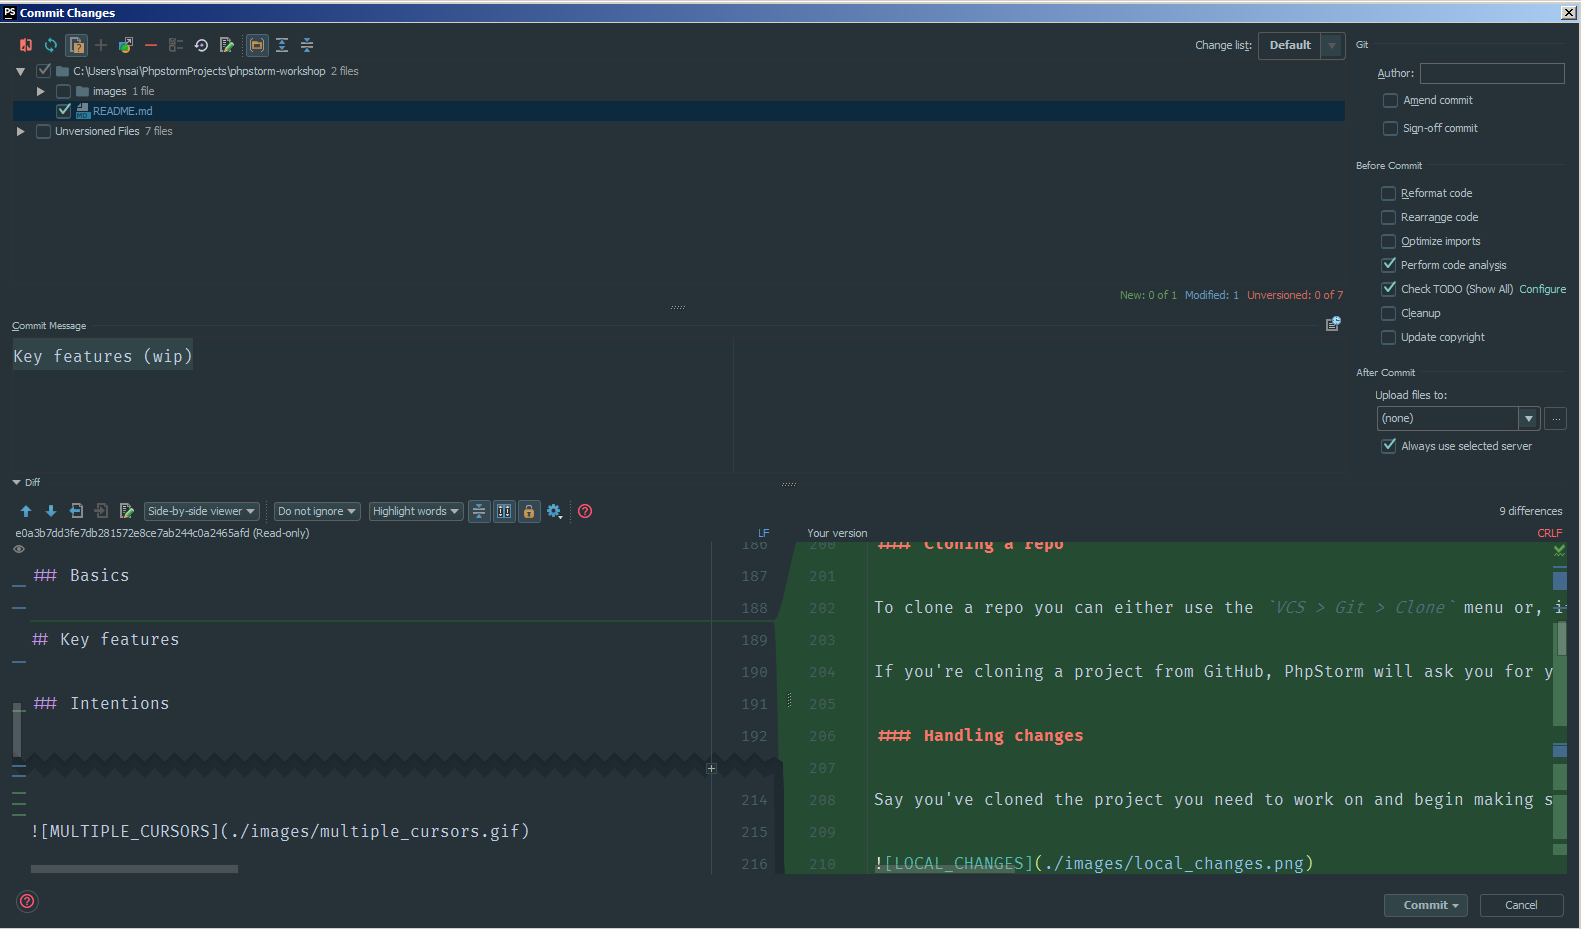 PS Commit Changes
Change list: Default
C:\Users\nsai\PhpstormProjects\phpstorm-workshop 2 files
images 1 file
MD README.md
Unversioned Files 7 files
New: 0 of 1 Modified: 1 Unversioned: 0 of 7
Commit Message
Key features (wip)
Git
Author:
Amend commit
Sign-off commit
Before Commit
Reformat code
Rearrange code
Optimize imports
Perform code analysis
Check TODO (Show All) Configure
Cleanup
Update copyright
After Commit
Upload files to:
(none) ...
Always use selected server
Diff
Side-by-side viewer Do not ignore Highlight words ? 9 differences
e0a3b7dd3fe7db281572e8ce7ab244c0a2465afd (Read-only) LF
186
### Basics 187
188
## Key features 189
190
### Intentions 191
192
214
![MULTIPLE_CURSORS](./images/multiple_cursors.gif) 215
216
Your version CRLF
200 #### Cloning a repo
201
202 To clone a repo you can either use the `VCS > Git > Clone` menu or, i
203
204 If you're cloning a project from GitHub, PhpStorm will ask you for y
205
206 #### Handling changes
207
208 Say you've cloned the project you need to work on and begin making s
209
210 ![LOCAL_CHANGES](./images/local_changes.png)
? Commit Cancel